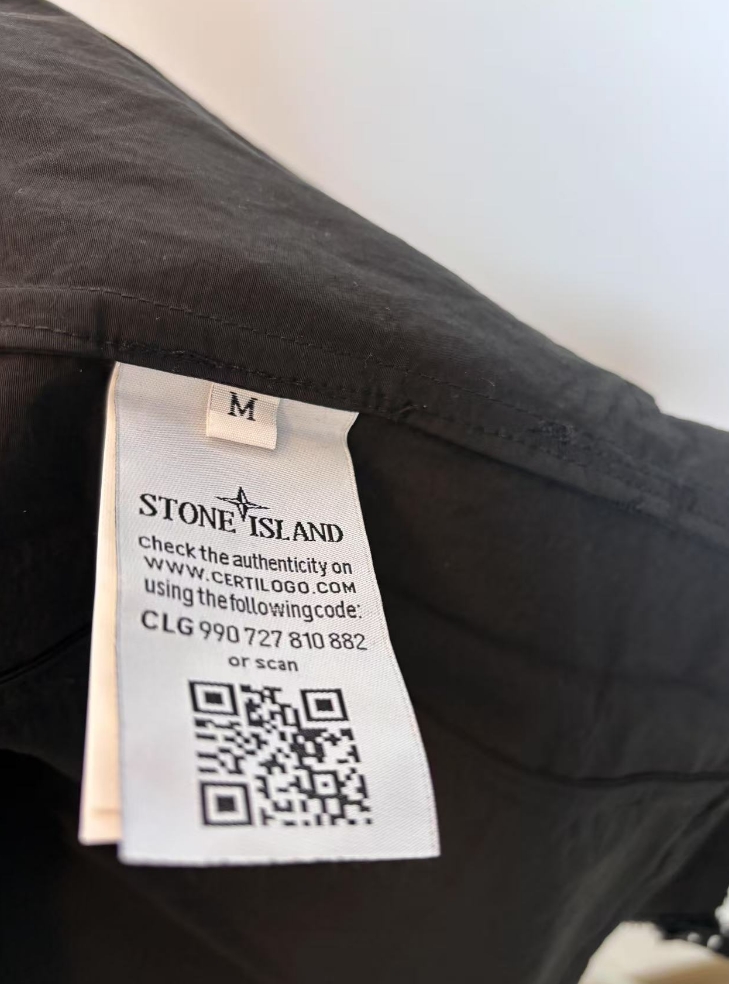 M
STONE ISLAND
check the authenticity on
WWW.CERTILOGO.COM
using the following code:
CLG 990 727 810 882
or scan